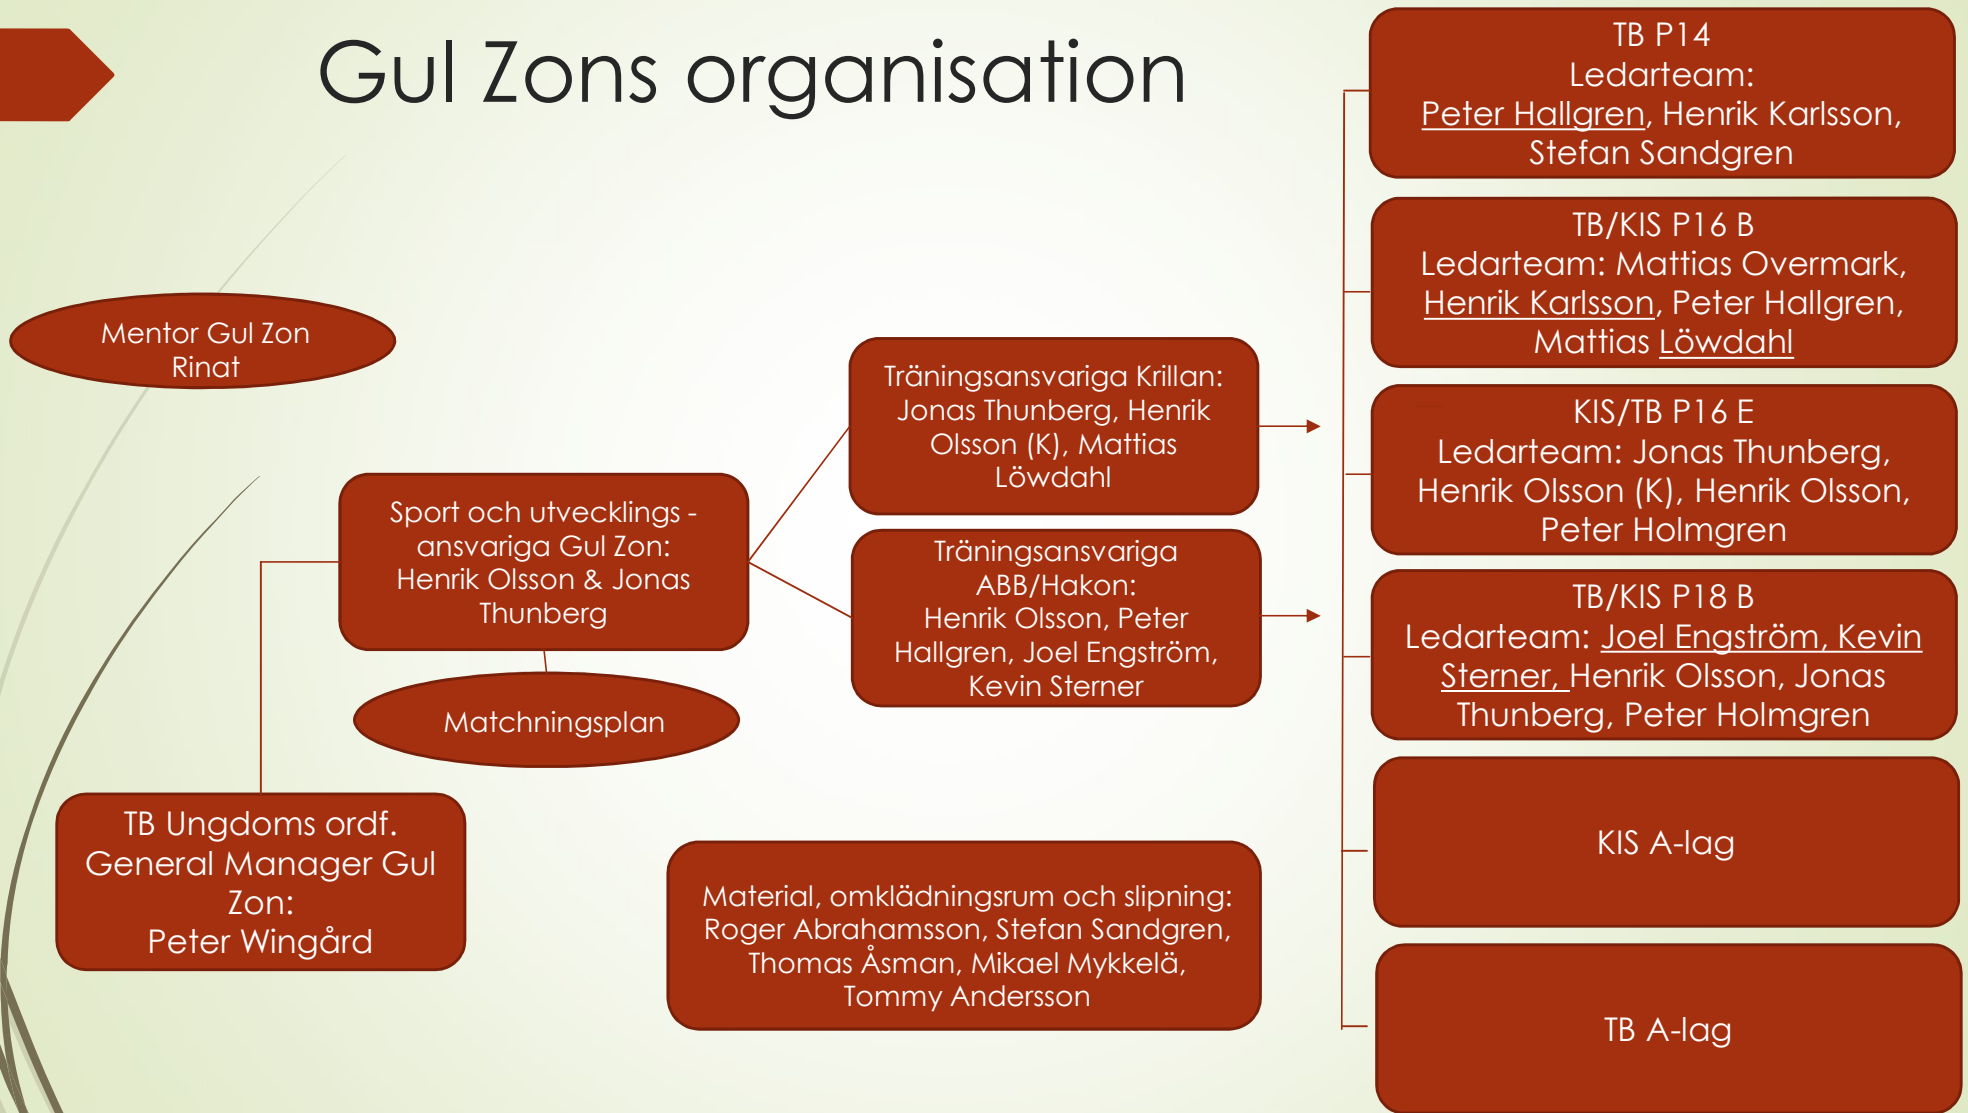 Gul Zons organisation
Mentor Gul Zon
Rinat
Sport och utvecklings -
ansvariga Gul Zon:
Henrik Olsson & Jonas
Thunberg
Matchningsplan
TB Ungdoms ordf.
General Manager Gul
Zon:
Peter Wingård
Träningsansvariga Krillan:
Jonas Thunberg, Henrik
Olsson (K), Mattias
Löwdahl
Träningsansvariga
ABB/Hakon:
Henrik Olsson, Peter
Hallgren, Joel Engström,
Kevin Sterner
Material, omklädningsrum och slipning:
Roger Abrahamsson, Stefan Sandgren,
Thomas Åsman, Mikael Mykkelä,
Tommy Andersson
TB P14
Ledarteam:
Peter Hallgren, Henrik Karlsson,
Stefan Sandgren
TB/KIS P16 B
Ledarteam: Mattias Overmark,
Henrik Karlsson, Peter Hallgren,
Mattias Löwdahl
KIS/TB P16 E
Ledarteam: Jonas Thunberg,
Henrik Olsson (K), Henrik Olsson,
Peter Holmgren
TB/KIS P18 B
Ledarteam: Joel Engström, Kevin
Sterner, Henrik Olsson, Jonas
Thunberg, Peter Holmgren
KIS A-lag
TB A-lag